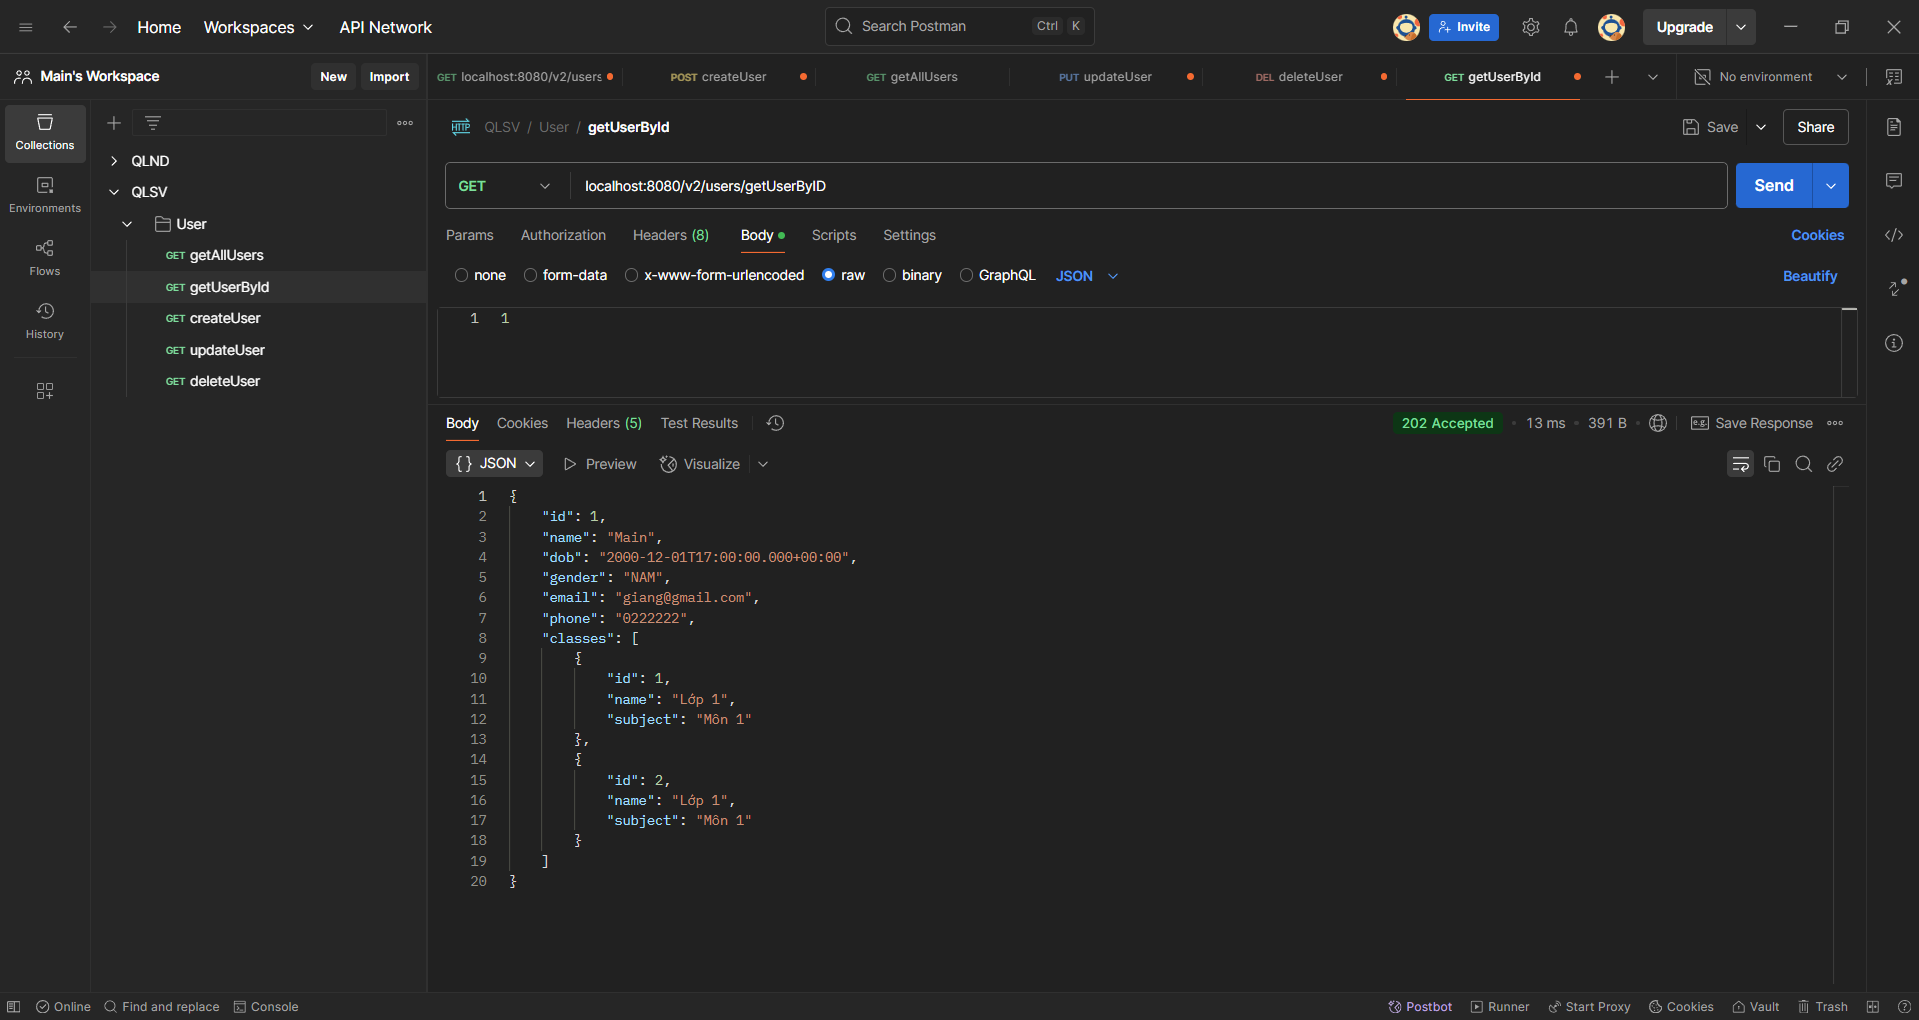 Home Workspaces API Network Search Postman Ctrl K Invite Upgrade
Main's Workspace New Import GET localhost:8080/v2/users POST createUser GET getAllUsers PUT updateUser DEL deleteUser GET getUserById No environment
Collections
Environments
Flows
History
QLND
QLSV
User
GET getAllUsers
GET getUserById
GET createUser
GET updateUser
GET deleteUser
HTTP QLSV / User / getUserById Save Share
GET localhost:8080/v2/users/getUserByID Send
Params Authorization Headers (8) Body Scripts Settings Cookies
none form-data x-www-form-urlencoded raw binary GraphQL JSON Beautify
1 1
Body Cookies Headers (5) Test Results 202 Accepted 13 ms 391 B e.g. Save Response
{} JSON Preview Visualize
1 {
2 "id": 1,
3 "name": "Main",
4 "dob": "2000-12-01T17:00:00.000+00:00",
5 "gender": "NAM",
6 "email": "giang@gmail.com",
7 "phone": "0222222",
8 "classes": [
9 {
10 "id": 1,
11 "name": "Lớp 1",
12 "subject": "Môn 1"
13 },
14 {
15 "id": 2,
16 "name": "Lớp 1",
17 "subject": "Môn 1"
18 }
19 ]
20 }
Online Find and replace Console Postbot Runner Start Proxy Cookies Vault Trash